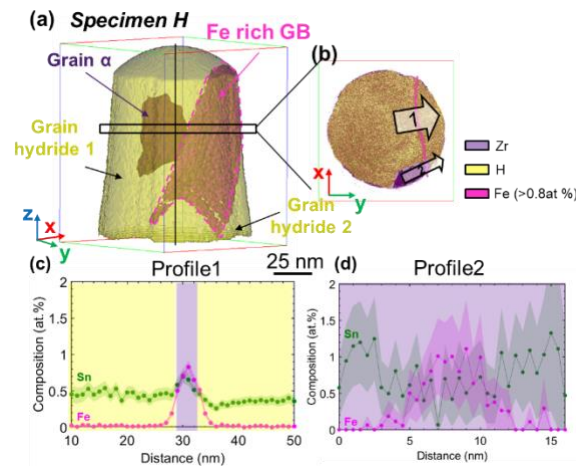 (a) Specimen H
Fe rich GB
Grain α
(b)
Grain
hydride 1
1
Zr
H
Fe (>0.8at %)
x
y
z
x
y
Grain
hydride 2
(c) Profile1
25 nm
(d) Profile2
Composition (at.%)
2
1.5
1
0.5
0
Sn
Fe
10 20 30 40 50
Distance (nm)
Composition (at.%)
2
1.5
1
0.5
0
Sn
Fe
0 5 10 15
Distance (nm)